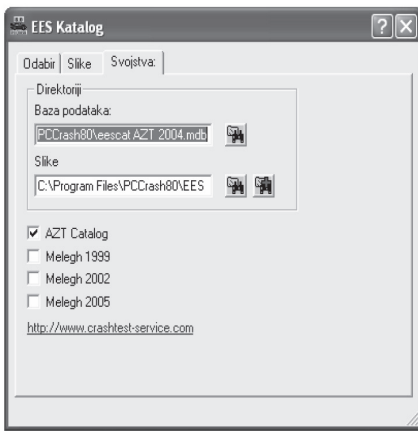 EES Katalog
Odabir Slike Svojstva:
Direktoriji
Baza podataka:
PCCrash80\eescat AZT 2004.mdb
Slike
C:\Program Files\PCCrash80\EES
AZT Catalog
Melegh 1999
Melegh 2002
Melegh 2005
http://www.crashtest-service.com